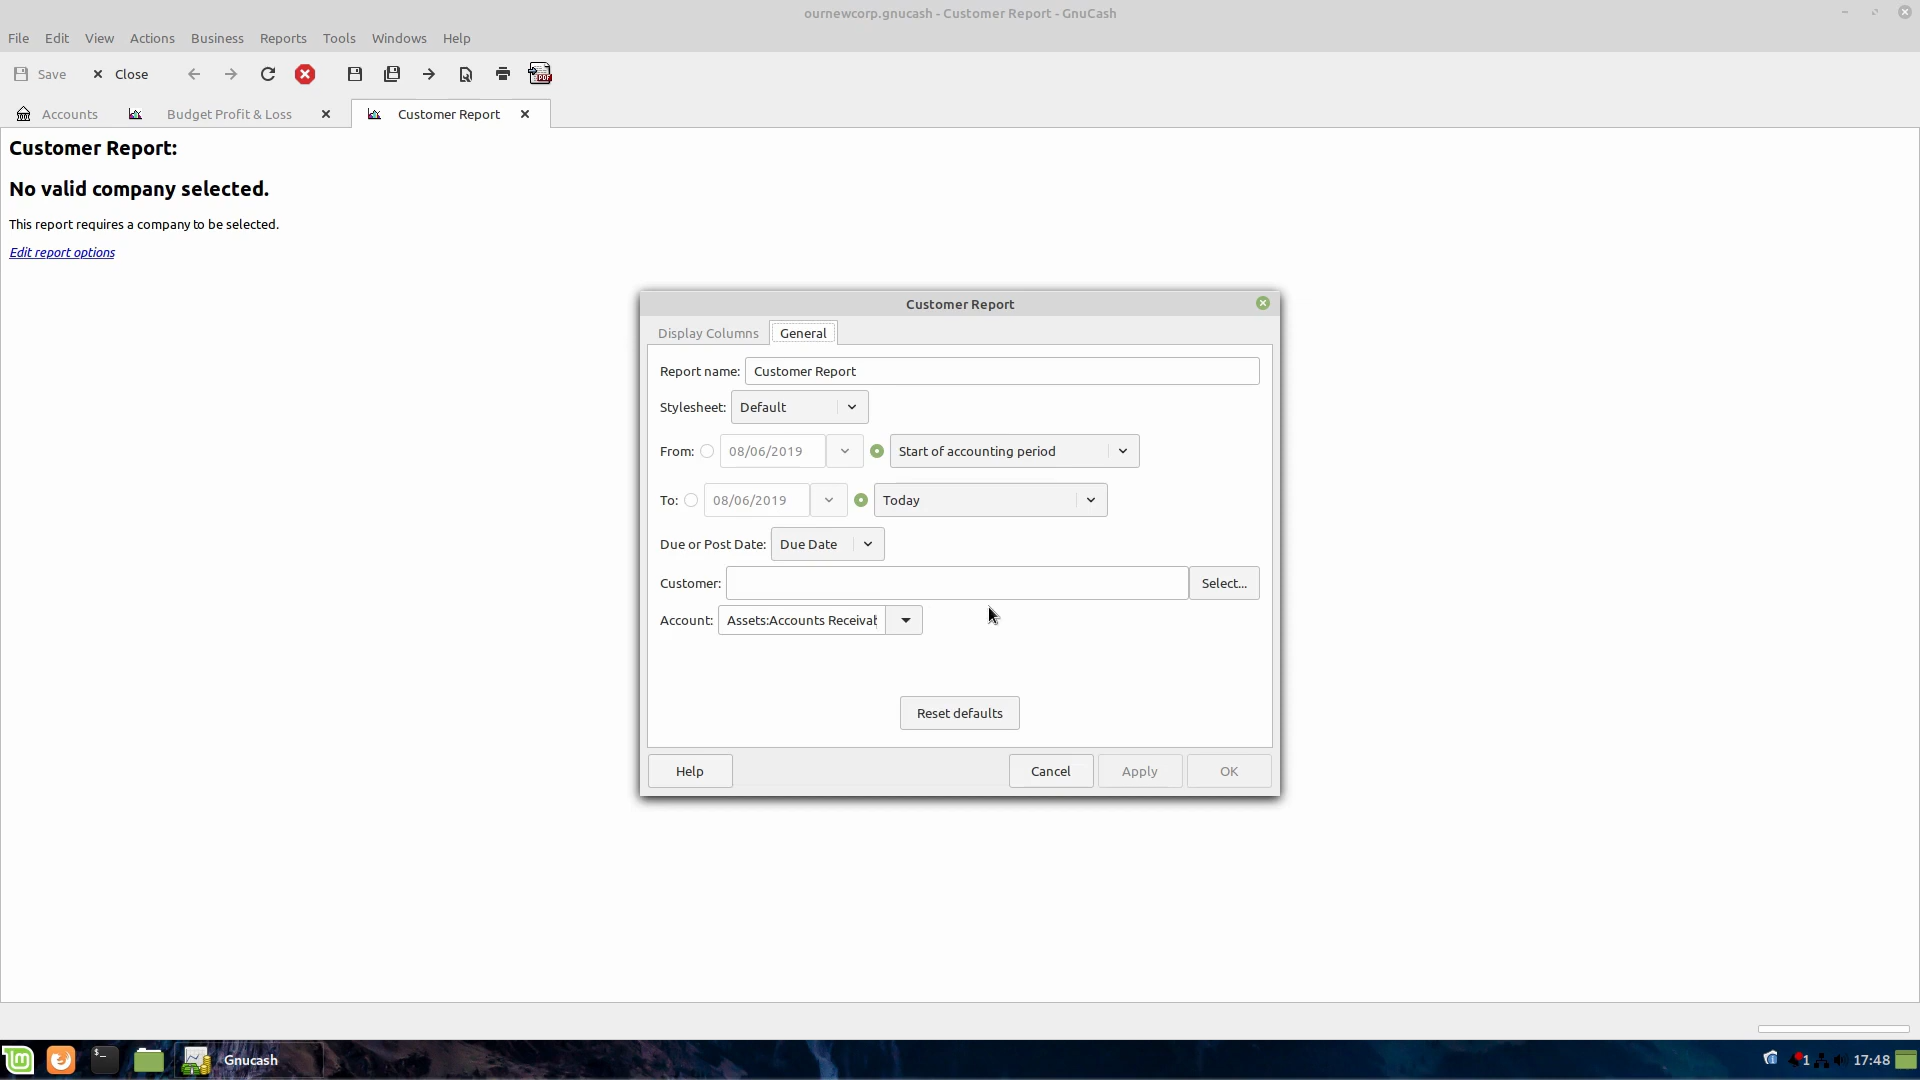 ournewcorp.gnucash - Customer Report - GnuCash
File Edit View Actions Business Reports Tools Windows Help
Save Close
Accounts Budget Profit & Loss Customer Report
Customer Report:
No valid company selected.
This report requires a company to be selected.
Edit report options
Customer Report
Display Columns General
Report name: Customer Report
Stylesheet: Default
From: 08/06/2019 Start of accounting period
To: 08/06/2019 Today
Due or Post Date: Due Date
Customer: Select...
Account: Assets:Accounts Receivab
Reset defaults
Help Cancel Apply OK
Gnucash 1 17:48